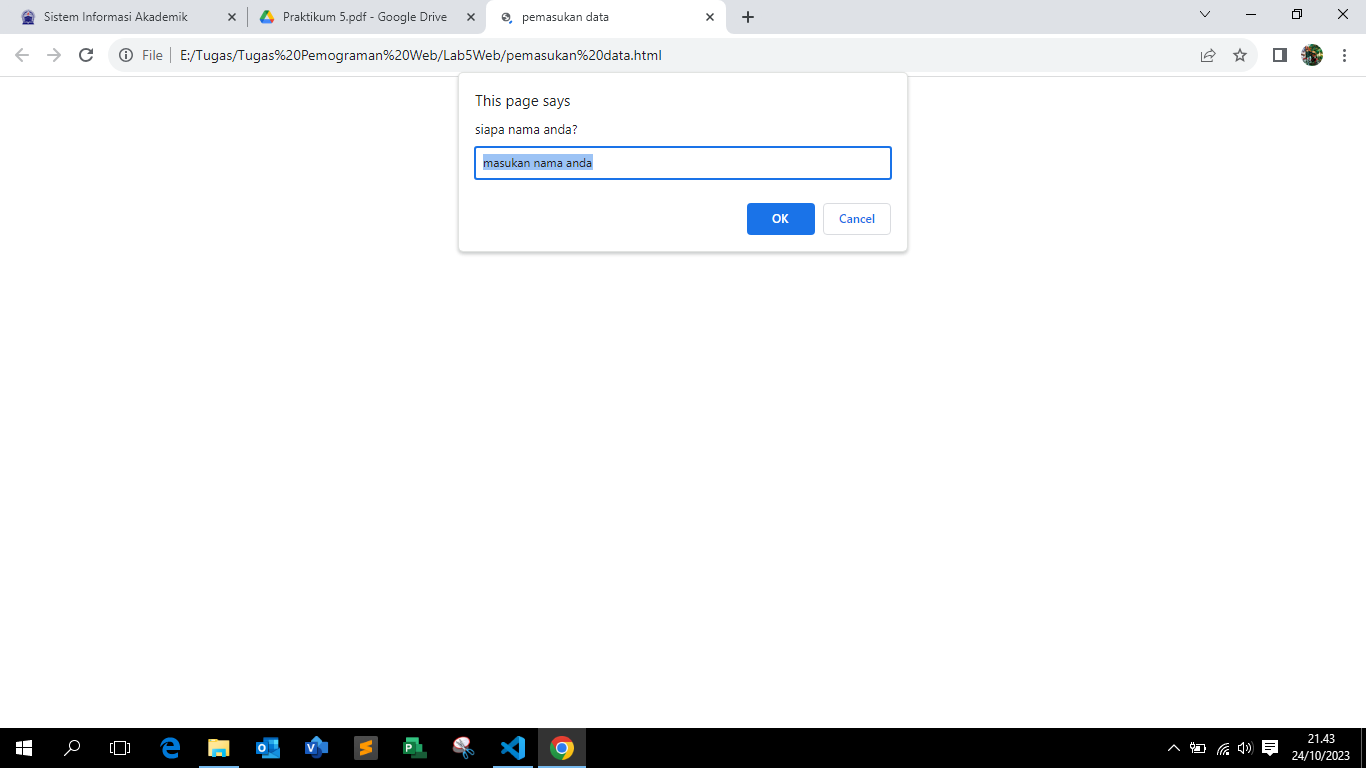 Sistem Informasi Akademik
Praktikum 5.pdf - Google Drive
pemasukan data
File
E:/Tugas/Tugas%20Pemograman%20Web/Lab5Web/pemasukan%20data.html
This page says
siapa nama anda?
masukan nama anda
OK
Cancel
21.43
24/10/2023